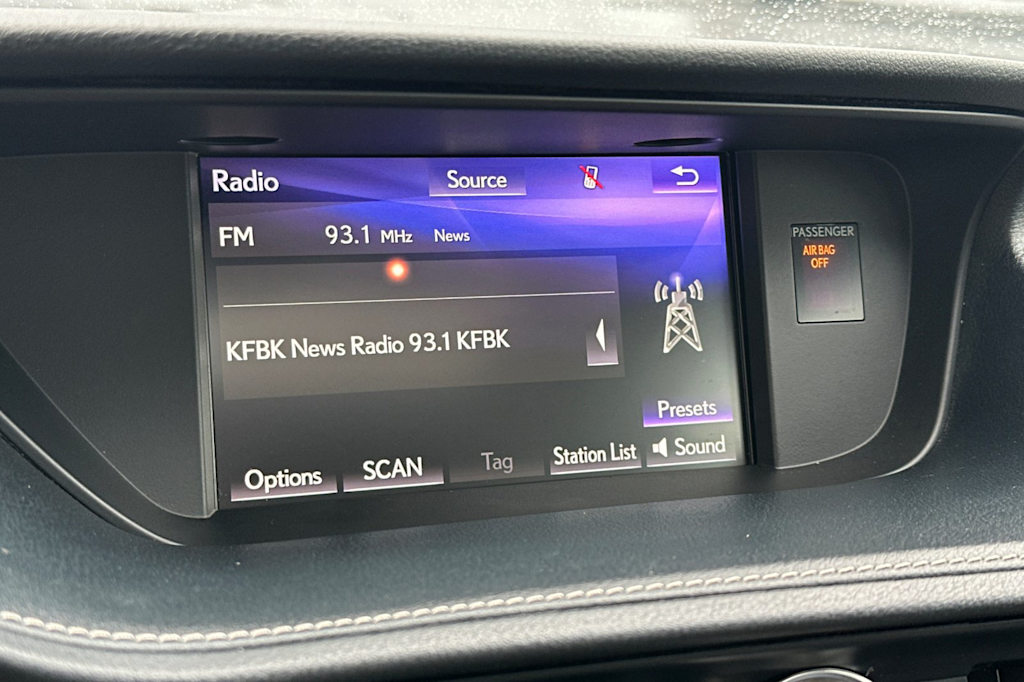 Radio Source
FM 93.1 MHz News
KFBK News Radio 93.1 KFBK
Presets
Options SCAN Tag Station List Sound
PASSENGER
AIR BAG
OFF